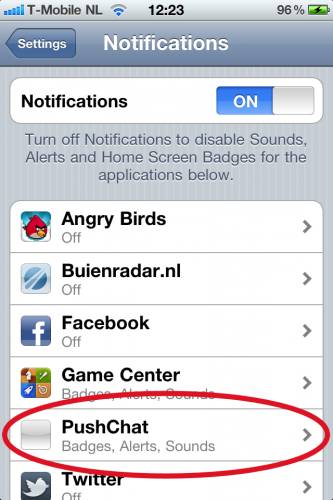 T-Mobile NL 12:23 96%
Settings Notifications
Notifications ON
Turn off Notifications to disable Sounds,
Alerts and Home Screen Badges for the
applications below.
Angry Birds
Off
Buienradar.nl
Off
Facebook
Off
Game Center
Badges, Alerts, Sounds
PushChat
Badges, Alerts, Sounds
Twitter
Off